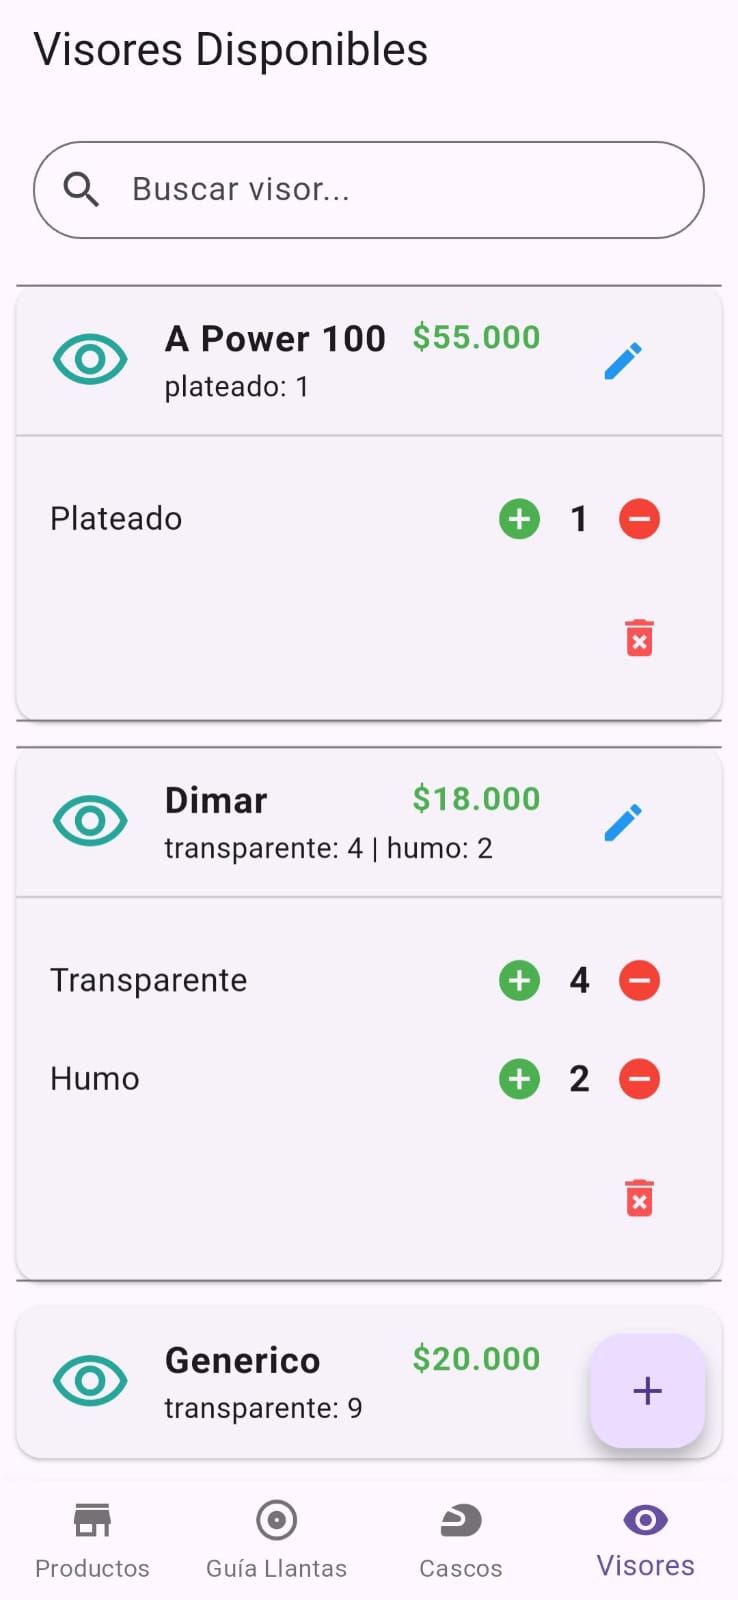 Visores Disponibles
Buscar visor...
A Power 100 $55.000
plateado: 1
Plateado 1
Dimar $18.000
transparente: 4 | humo: 2
Transparente 4
Humo 2
Generico $20.000
transparente: 9
Productos Guía Llantas Cascos Visores